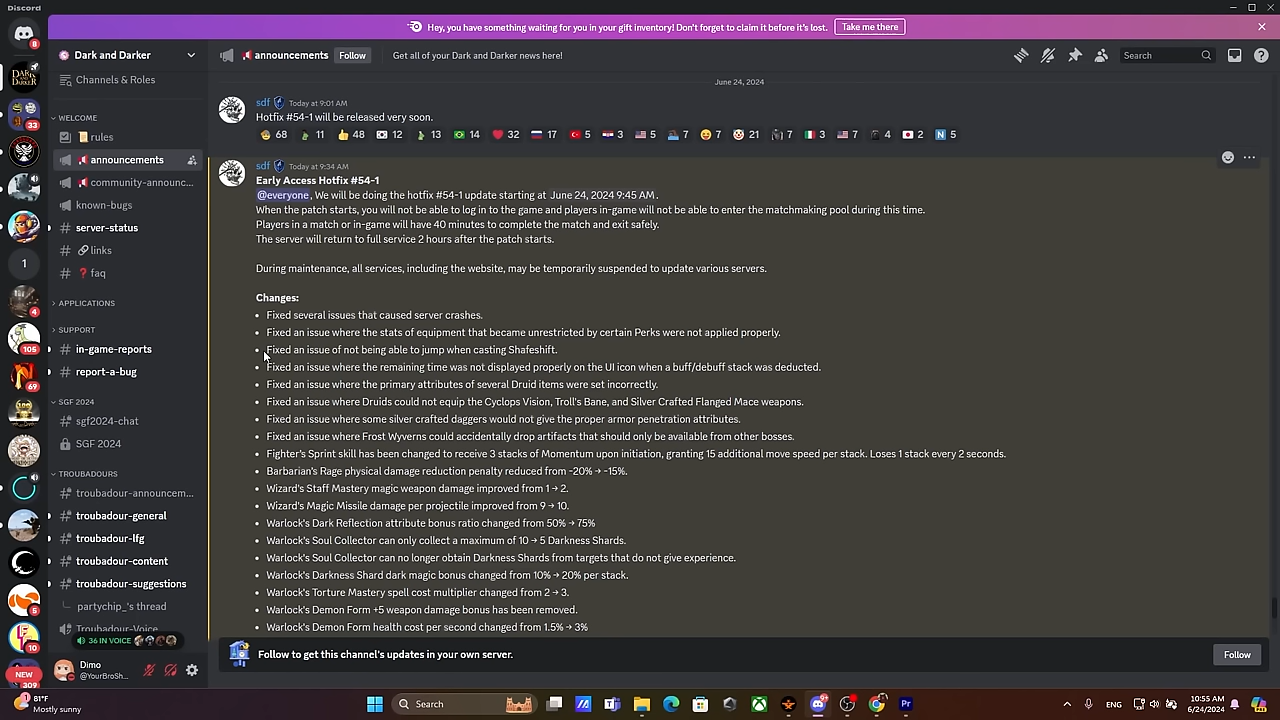 Discord
Hey, you have something waiting for you in your gift inventory! Don't forget to claim it before it's lost.
Take me there
Dark and Darker
announcements
Follow
Get all of your Dark and Darker news here!
Search
Channels & Roles
WELCOME
rules
announcements
community-announc...
known-bugs
server-status
links
faq
APPLICATIONS
SUPPORT
in-game-reports
report-a-bug
SGF 2024
sgf2024-chat
SGF 2024
TROUBADOURS
troubadour-announcem...
troubadour-general
troubadour-lfg
troubadour-content
troubadour-suggestions
partychip_'s thread
Troubadour-Voice
36 IN VOICE
Dimo
@YourBroSh...
8
33
1
4
105
69
5
10
NEW
309
June 24, 2024
sdf Today at 9:01 AM
Hotfix #54-1 will be released very soon.
68 11 48 12 13 14 32 17 5 3 5 7 7 21 7 3 7 4 2 N 5
sdf Today at 9:34 AM
Early Access Hotfix #54-1
@everyone, We will be doing the hotfix #54-1 update starting at June 24, 2024 9:45 AM.
When the patch starts, you will not be able to log in to the game and players in-game will not be able to enter the matchmaking pool during this time.
Players in a match or in-game will have 40 minutes to complete the match and exit safely.
The server will return to full service 2 hours after the patch starts.
During maintenance, all services, including the website, may be temporarily suspended to update various servers.
Changes:
• Fixed several issues that caused server crashes.
• Fixed an issue where the stats of equipment that became unrestricted by certain Perks were not applied properly.
• Fixed an issue of not being able to jump when casting Shafeshift.
• Fixed an issue where the remaining time was not displayed properly on the UI icon when a buff/debuff stack was deducted.
• Fixed an issue where the primary attributes of several Druid items were set incorrectly.
• Fixed an issue where Druids could not equip the Cyclops Vision, Troll's Bane, and Silver Crafted Flanged Mace weapons.
• Fixed an issue where some silver crafted daggers would not give the proper armor penetration attributes.
• Fixed an issue where Frost Wyverns could accidentally drop artifacts that should only be available from other bosses.
• Fighter's Sprint skill has been changed to receive 3 stacks of Momentum upon initiation, granting 15 additional move speed per stack. Loses 1 stack every 2 seconds.
• Barbarian's Rage physical damage reduction penalty reduced from -20% → -15%.
• Wizard's Staff Mastery magic weapon damage improved from 1 → 2.
• Wizard's Magic Missile damage per projectile improved from 9 → 10.
• Warlock's Dark Reflection attribute bonus ratio changed from 50% → 75%
• Warlock's Soul Collector can only collect a maximum of 10 → 5 Darkness Shards.
• Warlock's Soul Collector can no longer obtain Darkness Shards from targets that do not give experience.
• Warlock's Darkness Shard dark magic bonus changed from 10% → 20% per stack.
• Warlock's Torture Mastery spell cost multiplier changed from 2 → 3.
• Warlock's Demon Form +5 weapon damage bonus has been removed.
• Warlock's Demon Form health cost per second changed from 1.5% → 3%
Follow to get this channel's updates in your own server.
Follow
81°F
Mostly sunny
Search
Pr
ENG
10:55 AM
6/24/2024